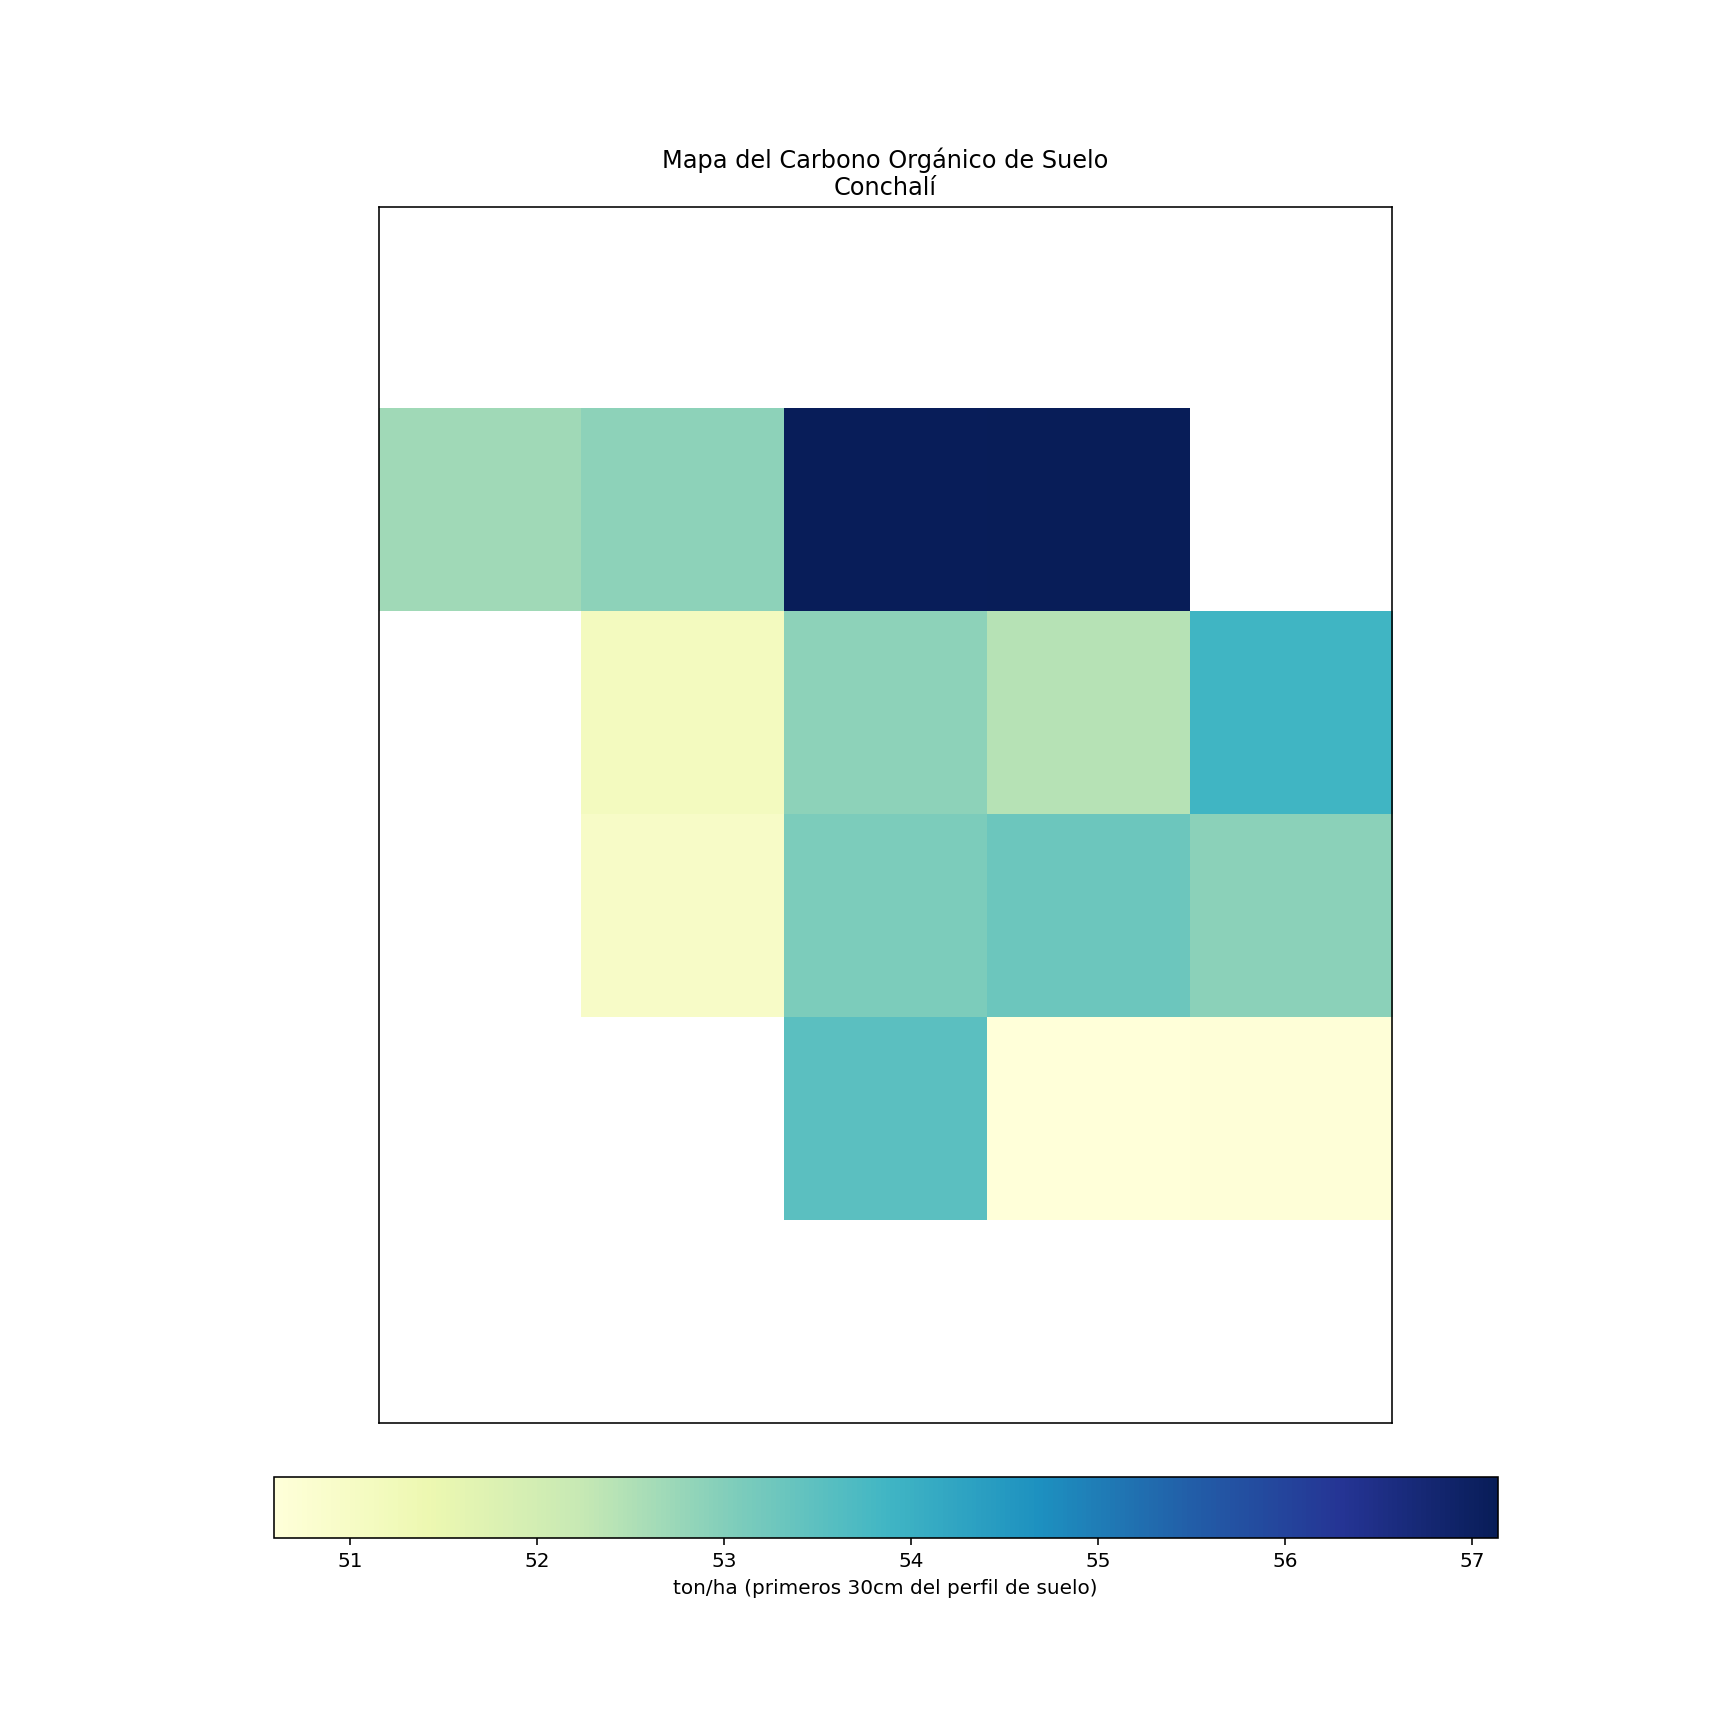 Mapa del Carbono Orgánico de Suelo
Conchalí
51 52 53 54 55 56 57
ton/ha (primeros 30cm del perfil de suelo)